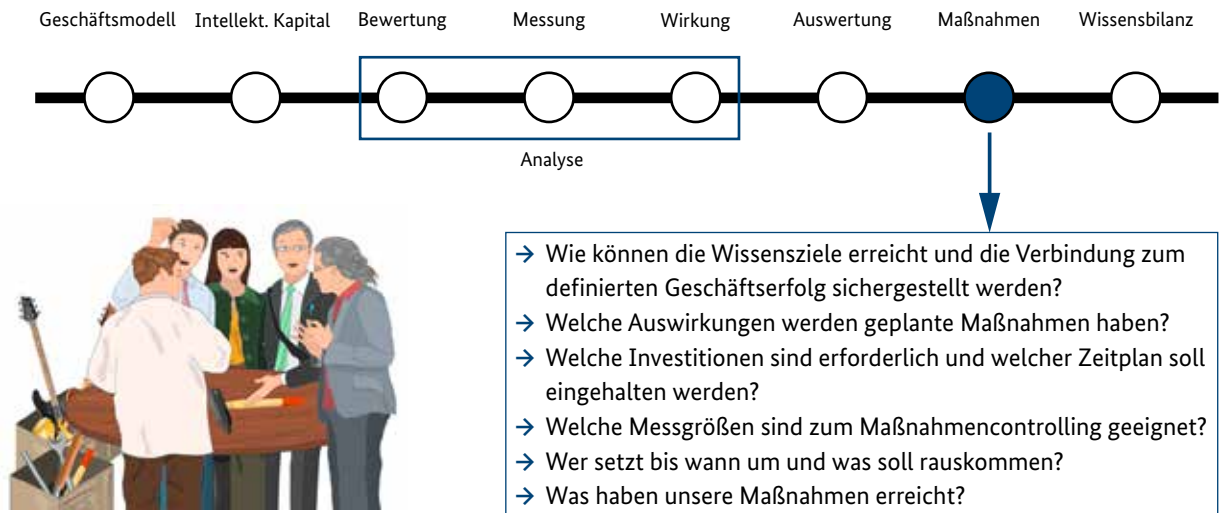 Geschäftsmodell Intellekt. Kapital Bewertung Messung Wirkung Auswertung Maßnahmen Wissensbilanz
Analyse
→ Wie können die Wissensziele erreicht und die Verbindung zum
definierten Geschäftserfolg sichergestellt werden?
→ Welche Auswirkungen werden geplante Maßnahmen haben?
→ Welche Investitionen sind erforderlich und welcher Zeitplan soll
eingehalten werden?
→ Welche Messgrößen sind zum Maßnahmencontrolling geeignet?
→ Wer setzt bis wann um und was soll rauskommen?
→ Was haben unsere Maßnahmen erreicht?